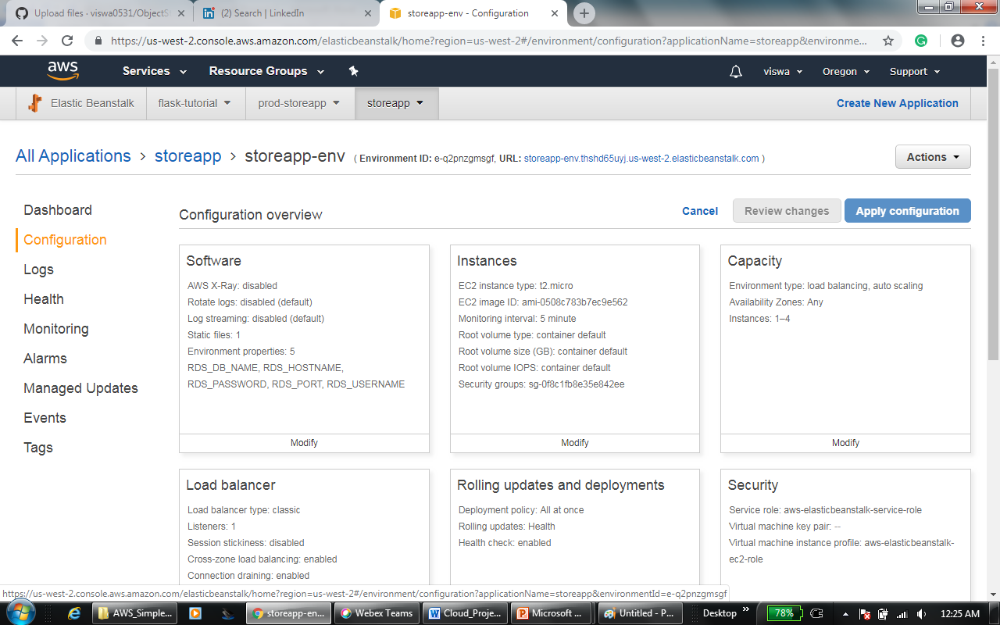 Upload files · viswa0531/ObjectS
(2) Search | LinkedIn
storeapp-env - Configuration
https://us-west-2.console.aws.amazon.com/elasticbeanstalk/home?region=us-west-2#/environment/configuration?applicationName=storeapp&environme...
aws Services Resource Groups viswa Oregon Support
Elastic Beanstalk flask-tutorial prod-storeapp storeapp Create New Application
All Applications > storeapp > storeapp-env ( Environment ID: e-q2pnzgmsgf, URL: storeapp-env.thshd65uyj.us-west-2.elasticbeanstalk.com )
Actions
Dashboard
Configuration
Logs
Health
Monitoring
Alarms
Managed Updates
Events
Tags
Configuration overview
Cancel Review changes Apply configuration
Software
AWS X-Ray: disabled
Rotate logs: disabled (default)
Log streaming: disabled (default)
Static files: 1
Environment properties: 5
RDS_DB_NAME, RDS_HOSTNAME,
RDS_PASSWORD, RDS_PORT, RDS_USERNAME
Modify
Instances
EC2 instance type: t2.micro
EC2 image ID: ami-0508c783b7ec9e562
Monitoring interval: 5 minute
Root volume type: container default
Root volume size (GB): container default
Root volume IOPS: container default
Security groups: sg-0f8c1fb8e35e842ee
Modify
Capacity
Environment type: load balancing, auto scaling
Availability Zones: Any
Instances: 1–4
Modify
Load balancer
Load balancer type: classic
Listeners: 1
Session stickiness: disabled
Cross-zone load balancing: enabled
Connection draining: enabled
Rolling updates and deployments
Deployment policy: All at once
Rolling updates: Health
Health check: enabled
Security
Service role: aws-elasticbeanstalk-service-role
Virtual machine key pair: --
Virtual machine instance profile: aws-elasticbeanstalk-
ec2-role
https://us-west-2.console.aws.amazon.com/elasticbeanstalk/home?region=us-west-2#/environment/configuration?applicationName=storeapp&environmentId=e-q2pnzgmsgf
AWS_Simple... storeapp-en... Webex Teams Cloud_Proje... Microsoft ... Untitled - P... Desktop » 78% 12:25 AM